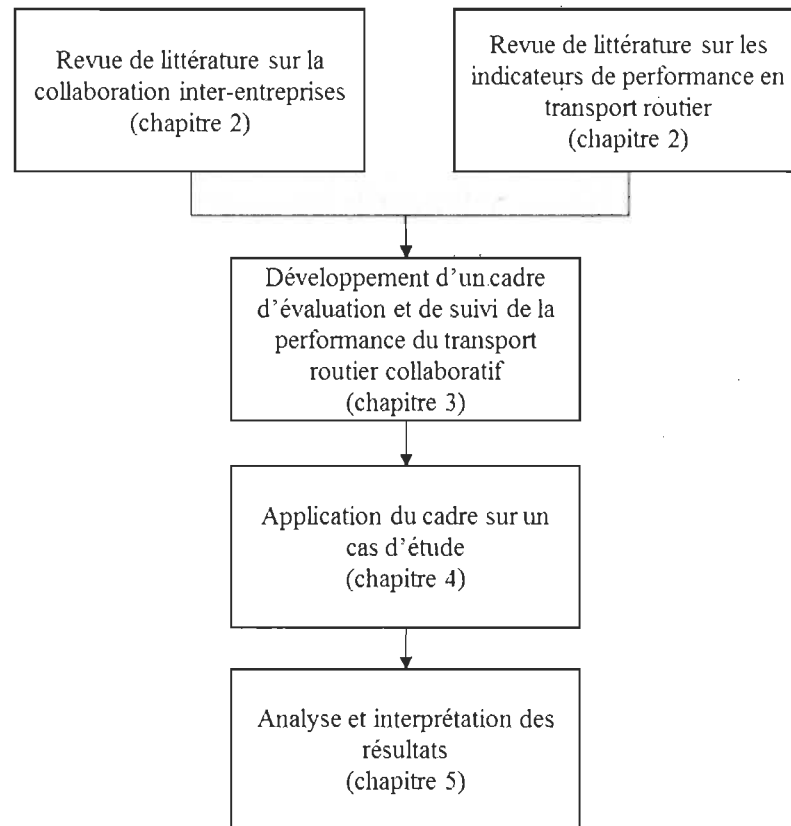 Revue de littérature sur la
collaboration inter-entreprises
(chapitre 2)
Revue de littérature sur les
indicateurs de performance en
transport routier
(chapitre 2)
Développement d'un cadre
d'évaluation et de suivi de la
performance du transport
routier collaboratif
(chapitre 3)
Application du cadre sur un
cas d'étude
(chapitre 4)
Analyse et interprétation des
résultats
(chapitre 5)